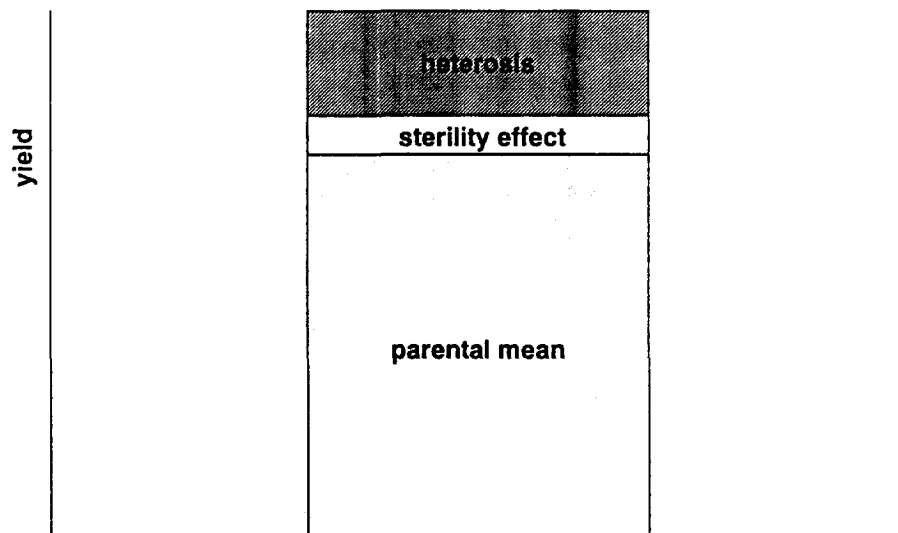 yield
heterosis
sterility effect
parental mean